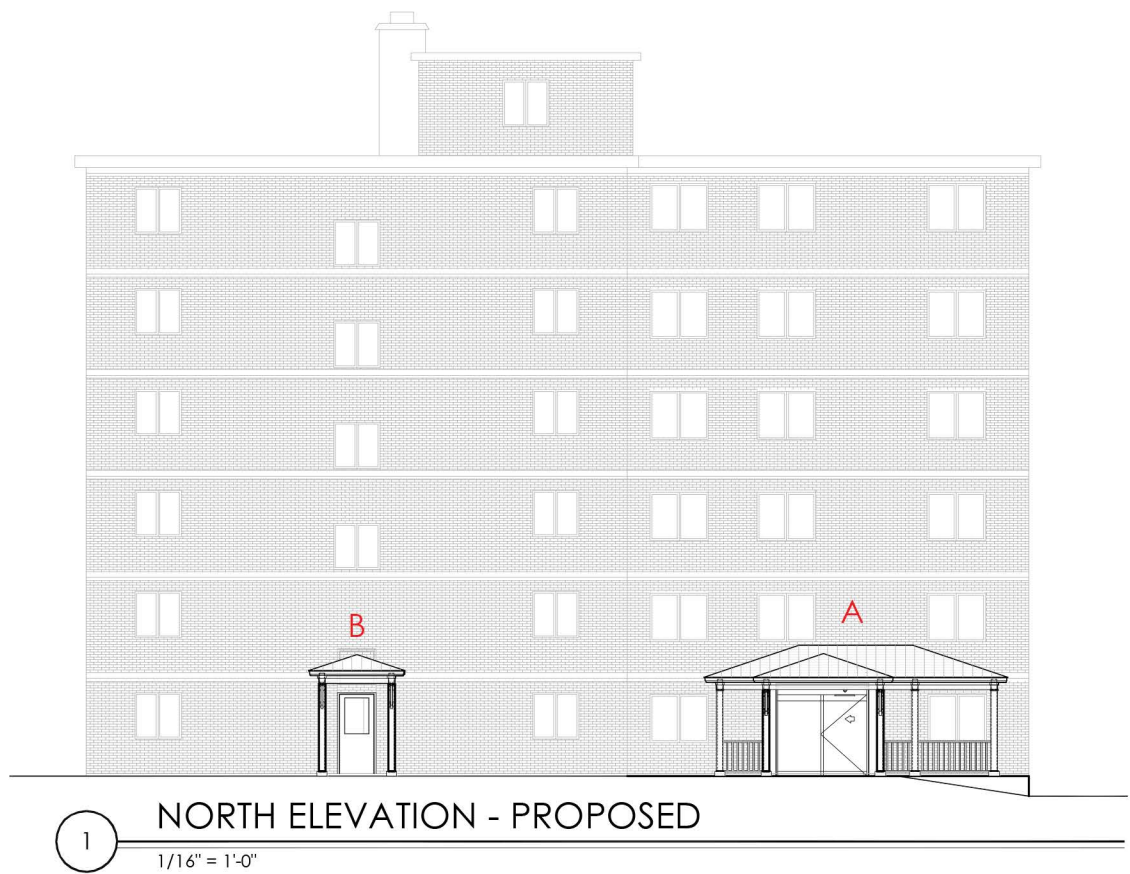 B
A
1
NORTH ELEVATION - PROPOSED
1/16" = 1'-0"